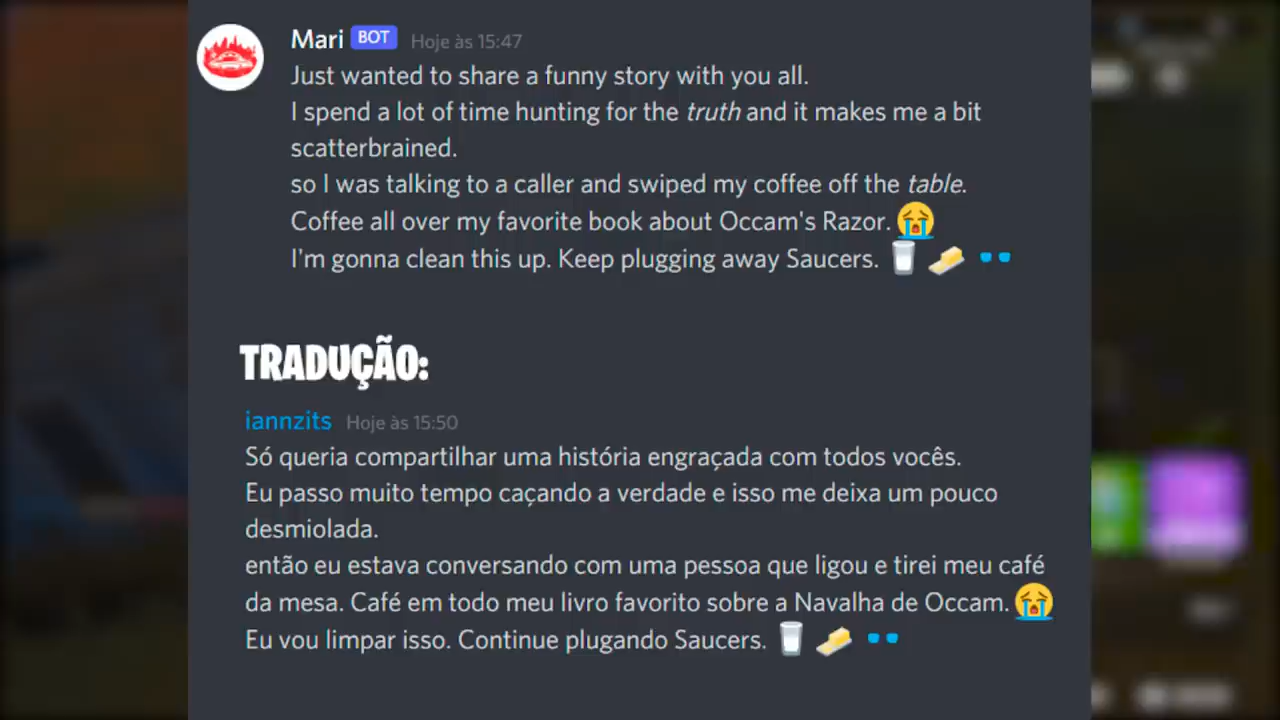 Mari BOT Hoje às 15:47
Just wanted to share a funny story with you all.
I spend a lot of time hunting for the truth and it makes me a bit
scatterbrained.
so I was talking to a caller and swiped my coffee off the table.
Coffee all over my favorite book about Occam's Razor. 😭
I'm gonna clean this up. Keep plugging away Saucers. 🥛 🧈 ••
TRADUÇÃO:
iannzits Hoje às 15:50
Só queria compartilhar uma história engraçada com todos vocês.
Eu passo muito tempo caçando a verdade e isso me deixa um pouco
desmiolada.
então eu estava conversando com uma pessoa que ligou e tirei meu café
da mesa. Café em todo meu livro favorito sobre a Navalha de Occam. 😭
Eu vou limpar isso. Continue plugando Saucers. 🥛 🧈 ••